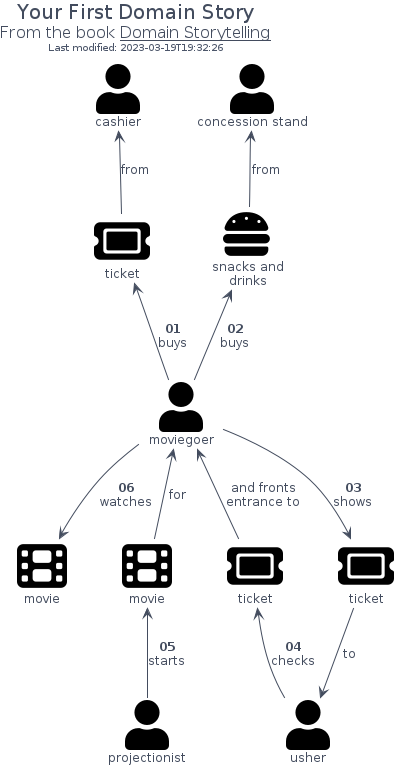 Your First Domain Story
From the book Domain Storytelling
Last modified: 2023-03-19T19:32:26
cashier
concession stand
from
from
ticket
snacks and
drinks
01
buys
02
buys
moviegoer
06
watches
for
and fronts
entrance to
03
shows
movie
movie
ticket
ticket
05
starts
04
checks
to
projectionist
usher